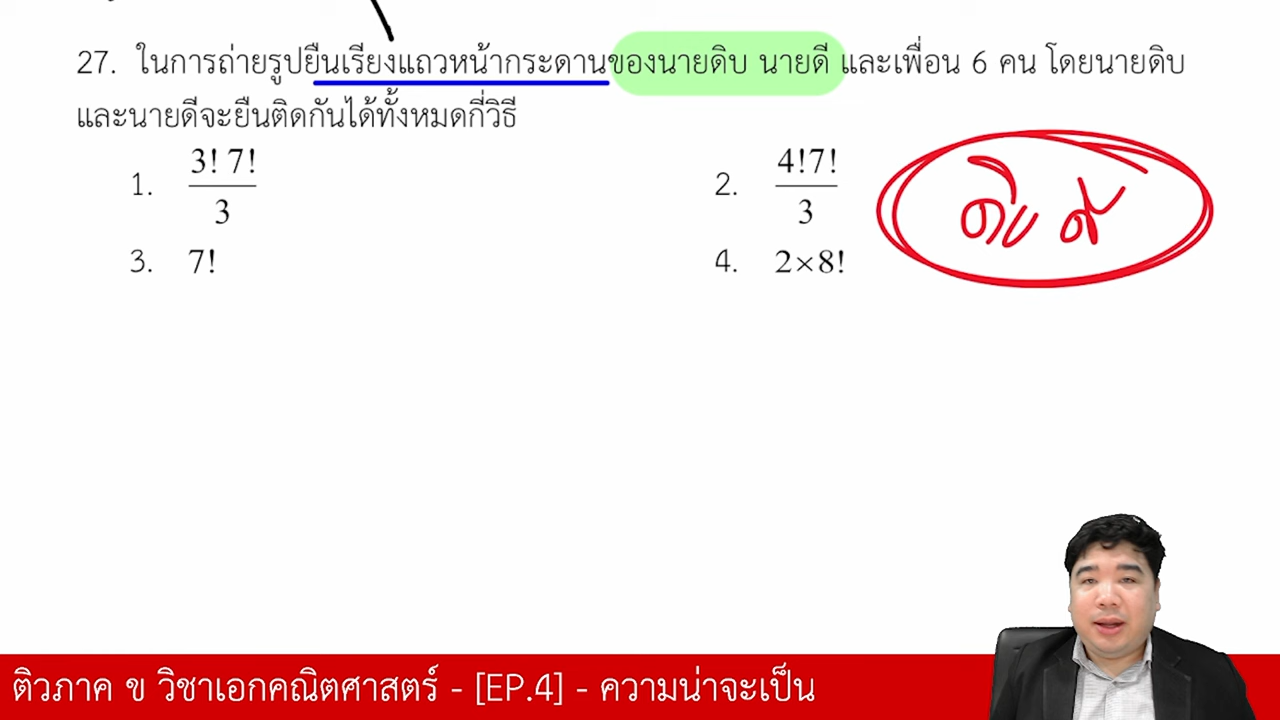 27. ในการถ่ายรูปยืนเรียงแถวหน้ากระดานของนายดิบ นายดี และเพื่อน 6 คน โดยนายดิบ
และนายดีจะยืนติดกันได้ทั้งหมดกี่วิธี
1. 3! 7! / 3
2. 4!7! / 3
3. 7!
4. 2×8!
ติวภาค ข วิชาเอกคณิตศาสตร์ - [EP.4] - ความน่าจะเป็น